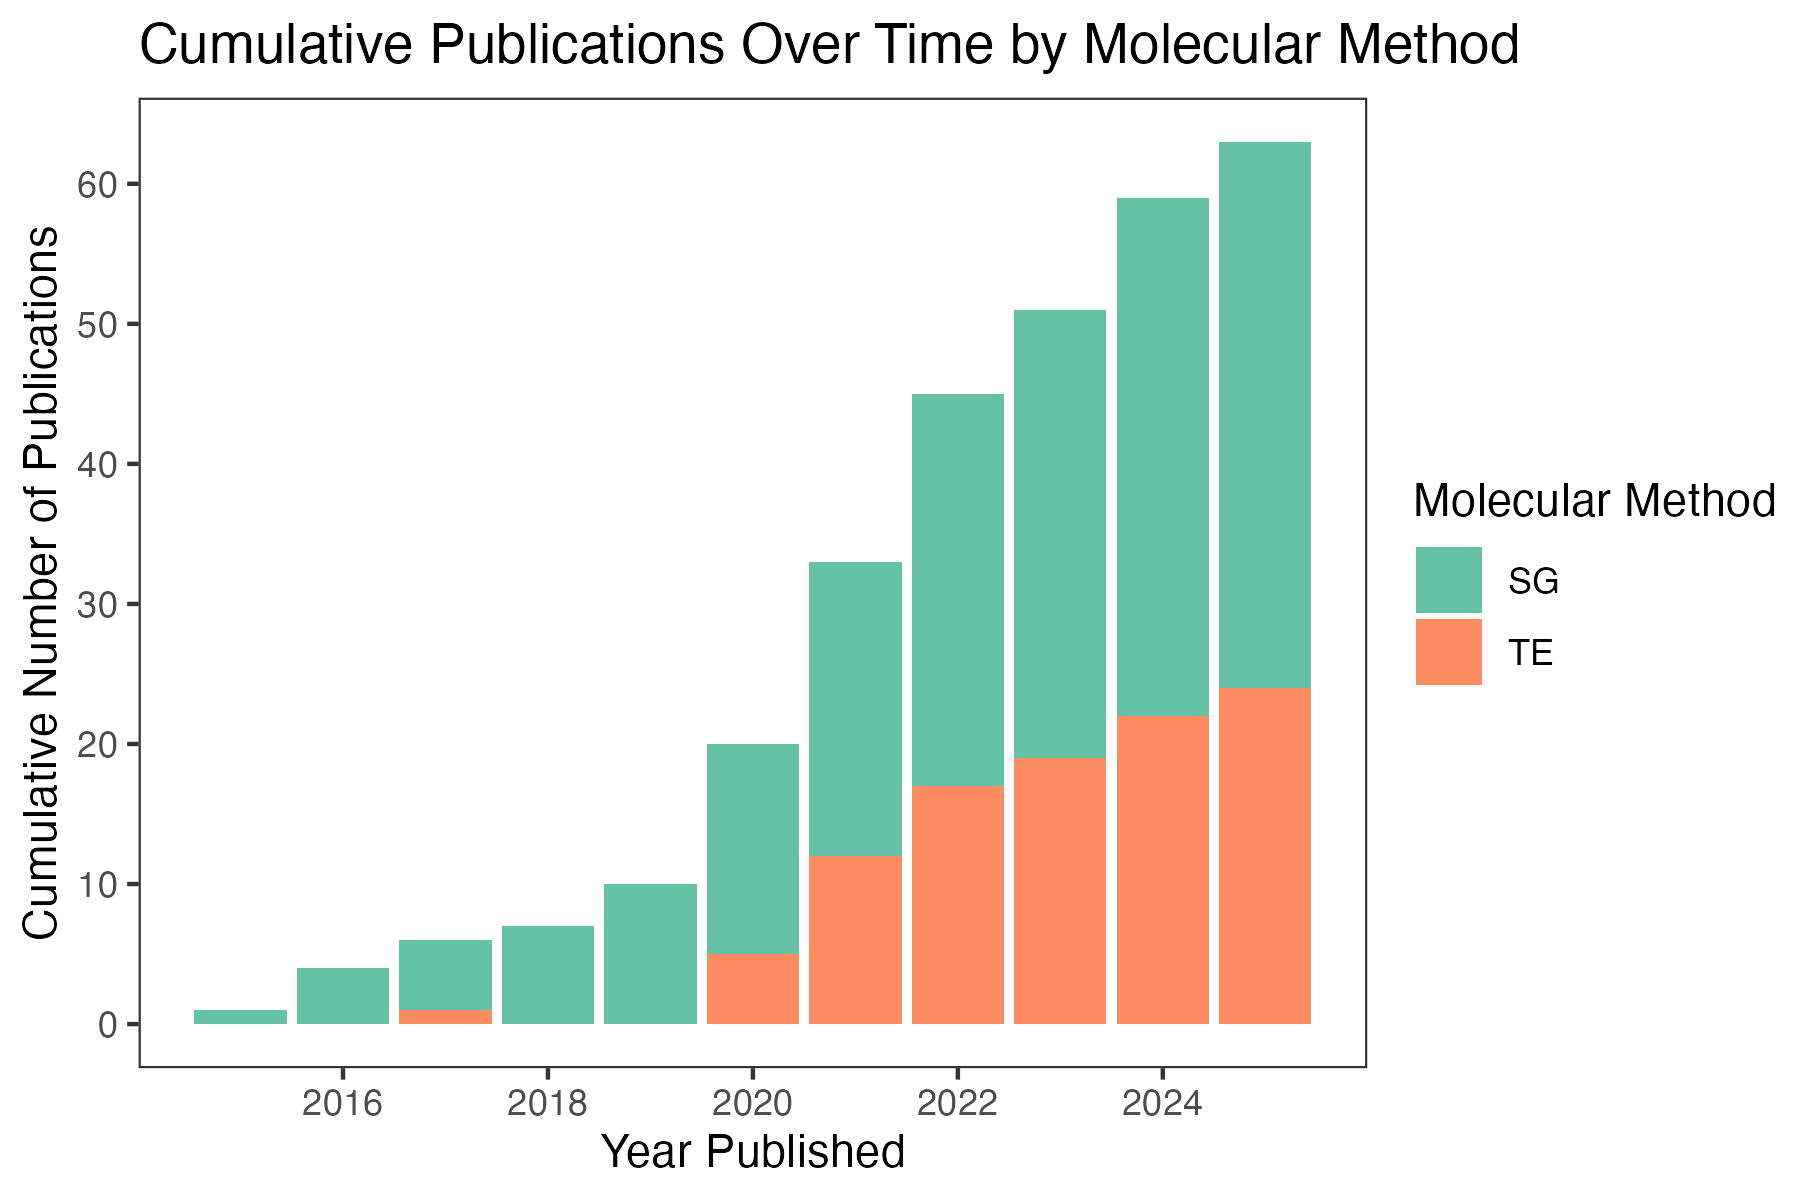 Cumulative Publications Over Time by Molecular Method
Cumulative Number of Publications
60
50
40
30
20
10
0
2016 2018 2020 2022 2024
Year Published
Molecular Method
SG
TE